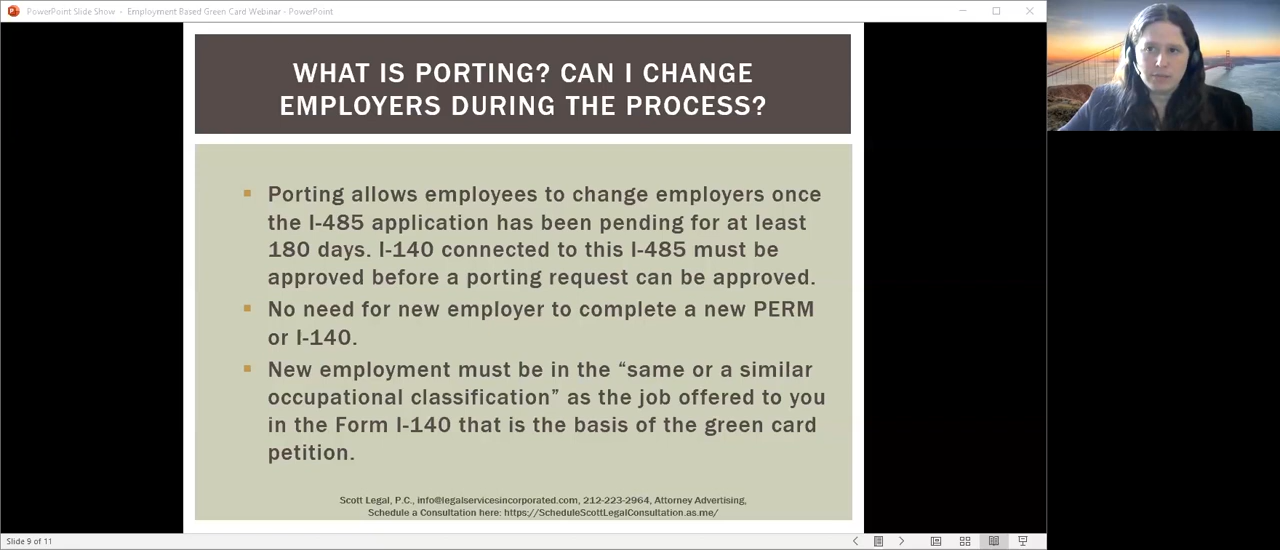 PowerPoint Slide Show - Employment Based Green Card Webinar - PowerPoint
WHAT IS PORTING? CAN I CHANGE
EMPLOYERS DURING THE PROCESS?
▪ Porting allows employees to change employers once
the I-485 application has been pending for at least
180 days. I-140 connected to this I-485 must be
approved before a porting request can be approved.
▪ No need for new employer to complete a new PERM
or I-140.
▪ New employment must be in the “same or a similar
occupational classification” as the job offered to you
in the Form I-140 that is the basis of the green card
petition.
Scott Legal, P.C., info@legalservicesincorporated.com, 212-223-2964, Attorney Advertising,
Schedule a Consultation here: https://ScheduleScottLegalConsultation.as.me/
Slide 9 of 11